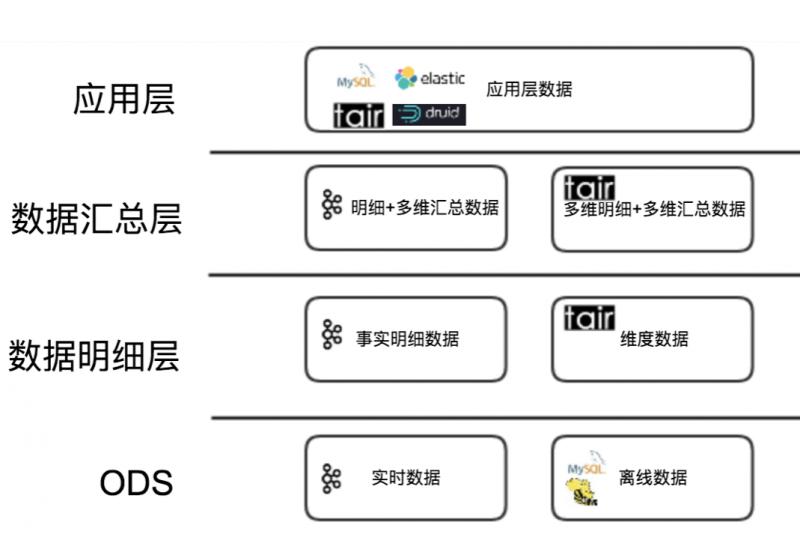 MySQL
elastic
应用层
应用层数据
tair
druid
tair
数据汇总层
明细+多维汇总数据
多维明细+多维汇总数据
tair
数据明细层
事实明细数据
维度数据
MySQL
ODS
实时数据
离线数据